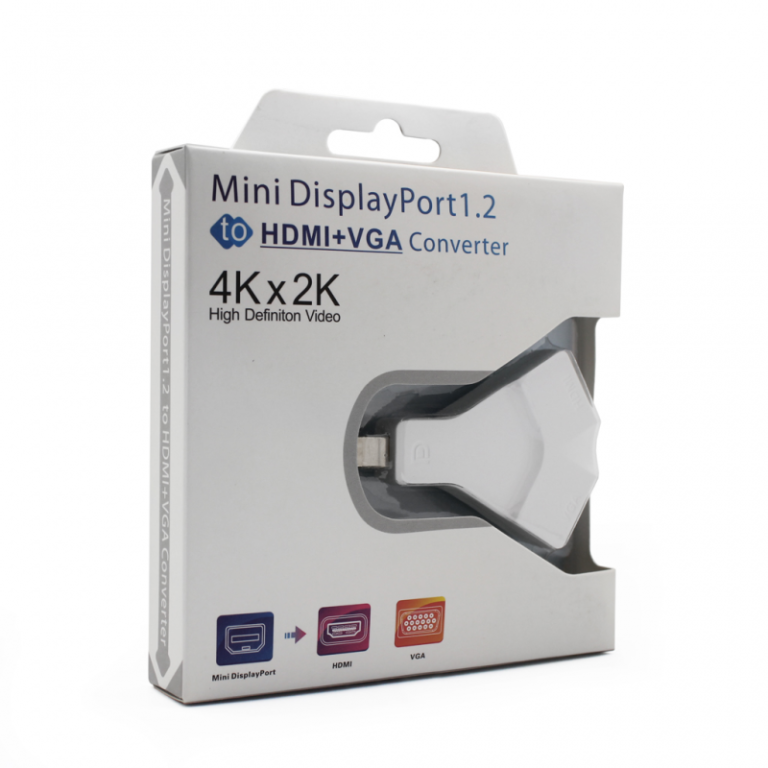 Mini DisplayPort1.2
to HDMI+VGA Converter
4Kx2K
High Definiton Video
Mini DisplayPort1.2 to HDMI+VGA Converter
Mini DisplayPort
HDMI
VGA